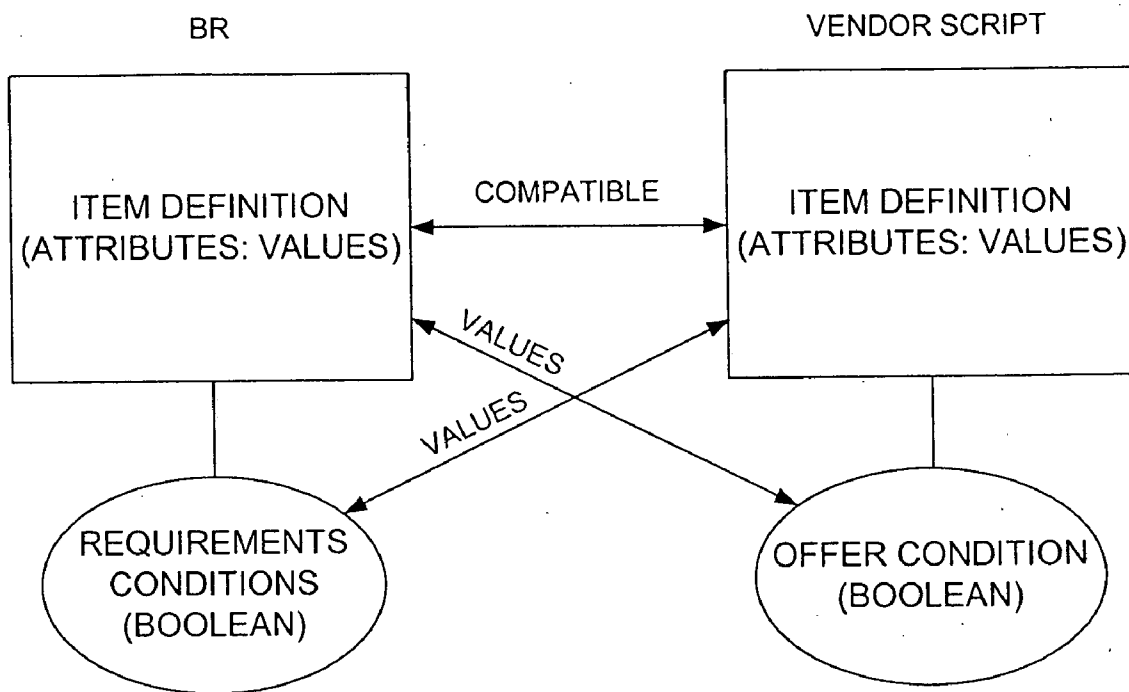 BR
VENDOR SCRIPT
ITEM DEFINITION
(ATTRIBUTES: VALUES)
COMPATIBLE
ITEM DEFINITION
(ATTRIBUTES: VALUES)
VALUES
VALUES
REQUIREMENTS
CONDITIONS
(BOOLEAN)
OFFER CONDITION
(BOOLEAN)